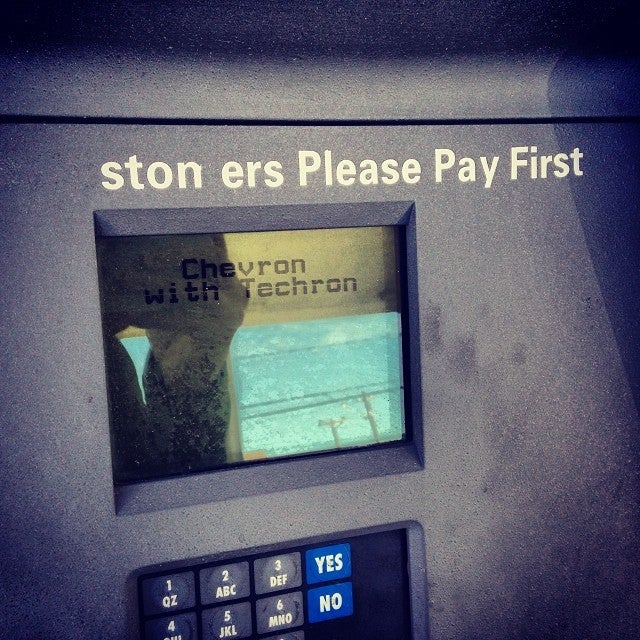 ston ers Please Pay First
Chevron
with Techron
1 QZ
2 ABC
3 DEF
YES
4
5 JKL
6 MNO
NO